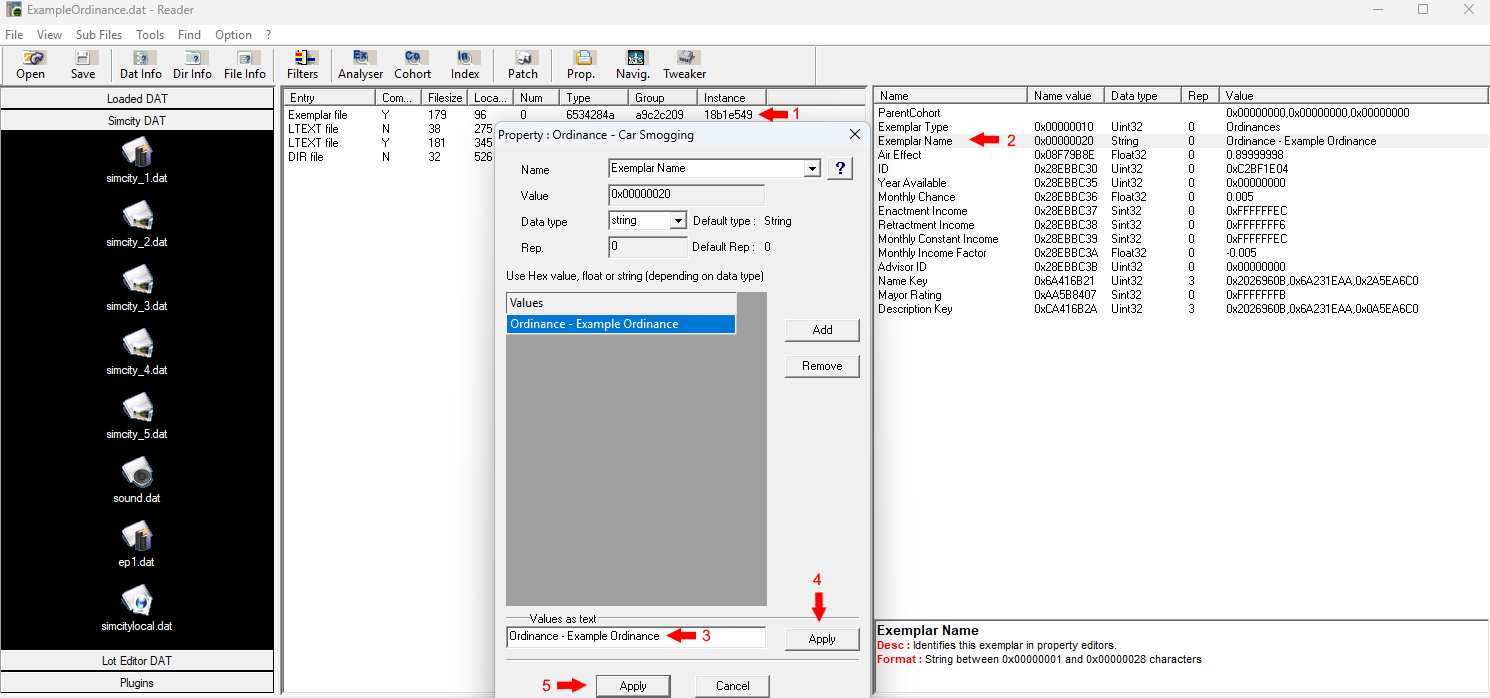 ExampleOrdinance.dat - Reader
File View Sub Files Tools Find Option ?
Open Save Dat Info Dir Info File Info Filters Analyser Cohort Index Patch Prop. Navig. Tweaker
Loaded DAT
Simcity DAT
simcity_1.dat
simcity_2.dat
simcity_3.dat
simcity_4.dat
simcity_5.dat
sound.dat
ep1.dat
simcitylocal.dat
Lot Editor DAT
Plugins
Entry Com... Filesize Loca... Num Type Group Instance
Exemplar file Y 179 96 0 6534284a a9c2c209 18b1e549 1
LTEXT file N 38 275
LTEXT file Y 181 345
DIR file N 32 526
Property : Ordinance - Car Smogging
Name Exemplar Name ?
Value 0x00000020
Data type string Default type : String
Rep. 0 Default Rep : 0
Use Hex value, float or string (depending on data type)
Values
Ordinance - Example Ordinance
Add
Remove
4
Values as text
Ordinance - Example Ordinance 3 Apply
5 Apply Cancel
Name Name value Data type Rep Value
ParentCohort 0x00000000,0x00000000,0x00000000
Exemplar Type 0x00000010 Uint32 0 Ordinances
Exemplar Name 2 0x00000020 String 0 Ordinance - Example Ordinance
Air Effect 0x08F79B8E Float32 0 0.89999998
ID 0x28EBBC30 Uint32 0 0xC2BF1E04
Year Available 0x28EBBC35 Uint32 0 0x00000000
Monthly Chance 0x28EBBC36 Float32 0 0.005
Enactment Income 0x28EBBC37 Sint32 0 0xFFFFFFEC
Retractment Income 0x28EBBC38 Sint32 0 0xFFFFFFF6
Monthly Constant Income 0x28EBBC39 Sint32 0 0xFFFFFFEC
Monthly Income Factor 0x28EBBC3A Float32 0 -0.005
Advisor ID 0x28EBBC3B Uint32 0 0x00000000
Name Key 0x6A416B21 Uint32 3 0x2026960B,0x6A231EAA,0x2A5EA6C0
Mayor Rating 0xAA5B8407 Sint32 0 0xFFFFFFFB
Description Key 0xCA416B2A Uint32 3 0x2026960B,0x6A231EAA,0x0A5EA6C0
Exemplar Name
Desc : Identifies this exemplar in property editors.
Format : String between 0x00000001 and 0x00000028 characters